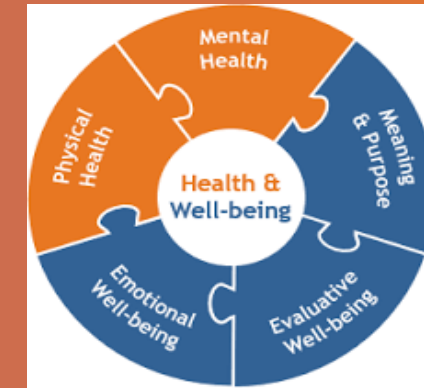 Mental
Health
Meaning
& Purpose
Evaluative
Well-being
Emotional
Well-being
Physical
Health
Health &
Well-being